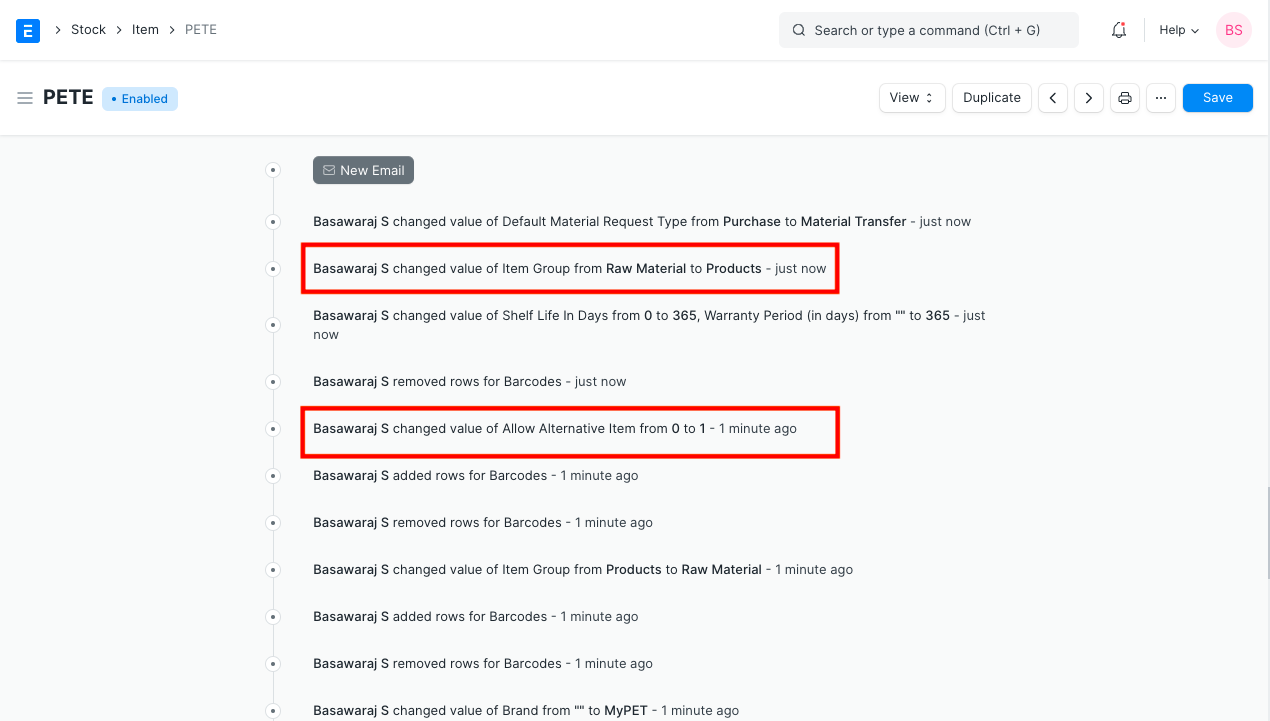 E > Stock > Item > PETE
Search or type a command (Ctrl + G)
Help
BS
PETE
• Enabled
View
Duplicate
...
Save
New Email
Basawaraj S changed value of Default Material Request Type from Purchase to Material Transfer - just now
Basawaraj S changed value of Item Group from Raw Material to Products - just now
Basawaraj S changed value of Shelf Life In Days from 0 to 365, Warranty Period (in days) from "" to 365 - just
now
Basawaraj S removed rows for Barcodes - just now
Basawaraj S changed value of Allow Alternative Item from 0 to 1 - 1 minute ago
Basawaraj S added rows for Barcodes - 1 minute ago
Basawaraj S removed rows for Barcodes - 1 minute ago
Basawaraj S changed value of Item Group from Products to Raw Material - 1 minute ago
Basawaraj S added rows for Barcodes - 1 minute ago
Basawaraj S removed rows for Barcodes - 1 minute ago
Basawaraj S changed value of Brand from "" to MyPET - 1 minute ago